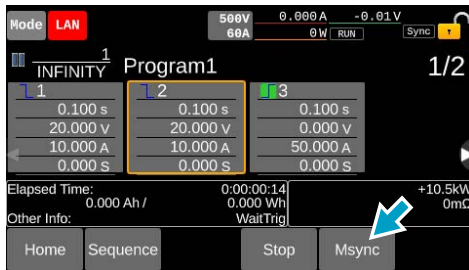 Mode LAN 500V 0.000A -0.01V
60A 0W RUN Sync
1
INFINITY Program1 1/2
1 2 3
0.100 s 0.100 s 0.100 s
20.000 V 20.000 V 0.000 V
10.000 A 10.000 A 50.000 A
0.000 S 0.000 S 0.000 S
Elapsed Time: 0:00:00:14 +10.5kW
0.000 Ah / 0.000 Wh 0mΩ
Other Info: WaitTrig
Home Sequence Stop Msync